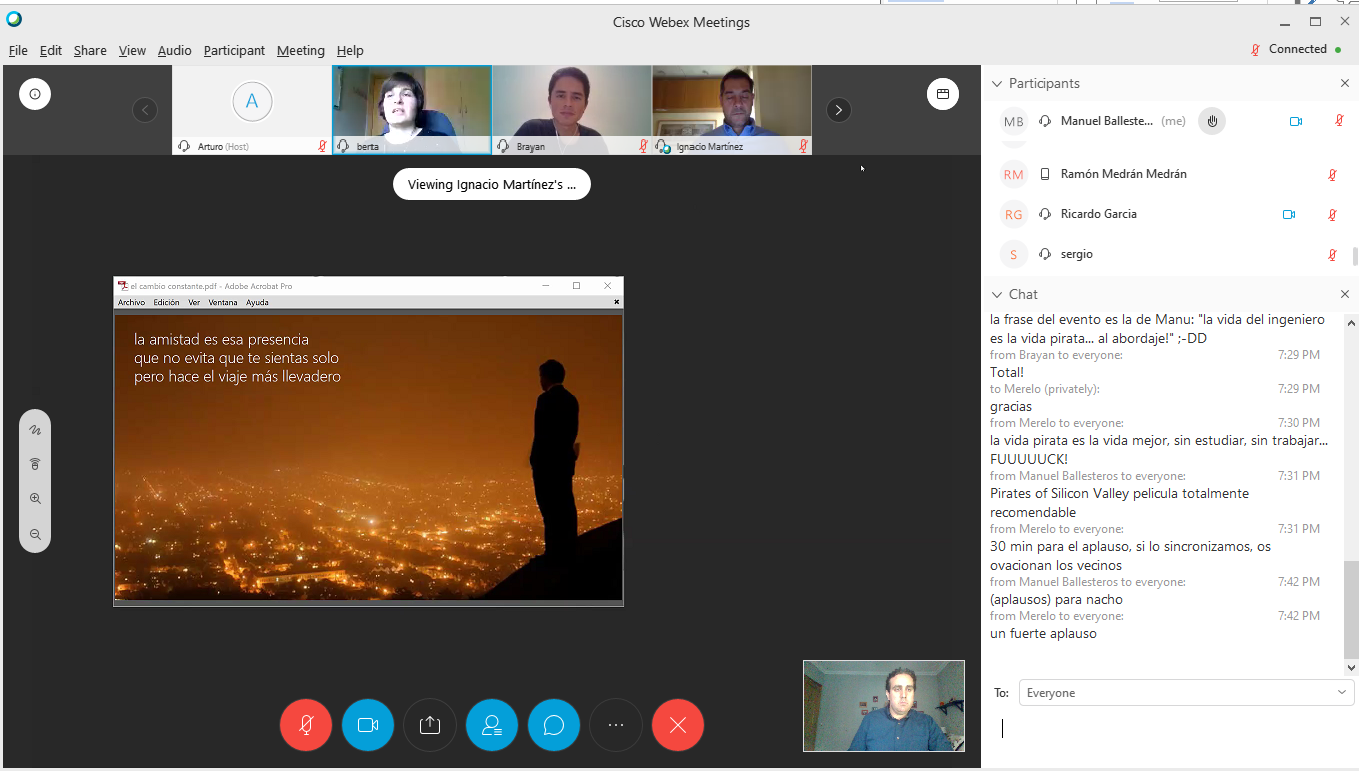 Cisco Webex Meetings
File Edit Share View Audio Participant Meeting Help
Connected
A
Arturo (Host)
berta
Brayan
Ignacio Martínez
Viewing Ignacio Martínez's ...
el cambio constante.pdf - Adobe Acrobat Pro
Archivo Edición Ver Ventana Ayuda
la amistad es esa presencia
que no evita que te sientas solo
pero hace el viaje más llevadero
Participants
MB Manuel Balleste... (me)
RM Ramón Medrán Medrán
RG Ricardo Garcia
S sergio
Chat
la frase del evento es la de Manu: "la vida del ingeniero
es la vida pirata... al abordaje!" ;-DD
from Brayan to everyone: 7:29 PM
Total!
to Merelo (privately): 7:29 PM
gracias
from Merelo to everyone: 7:30 PM
la vida pirata es la vida mejor, sin estudiar, sin trabajar...
FUUUUUCK!
from Manuel Ballesteros to everyone: 7:31 PM
Pirates of Silicon Valley pelicula totalmente
recomendable
from Merelo to everyone: 7:31 PM
30 min para el aplauso, si lo sincronizamos, os
ovacionan los vecinos
from Manuel Ballesteros to everyone: 7:42 PM
(aplausos) para nacho
from Merelo to everyone: 7:42 PM
un fuerte aplauso
To: Everyone